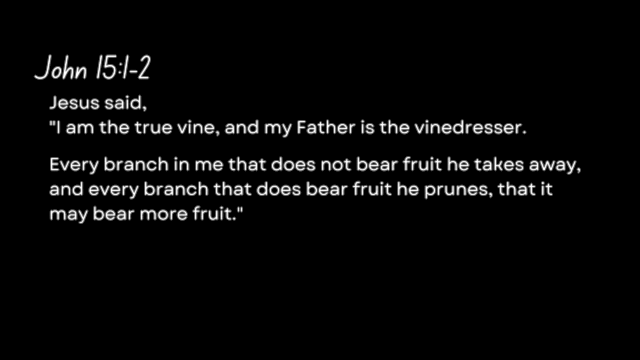 John 15:1-2
Jesus said,
"I am the true vine, and my Father is the vinedresser.
Every branch in me that does not bear fruit he takes away,
and every branch that does bear fruit he prunes, that it
may bear more fruit."